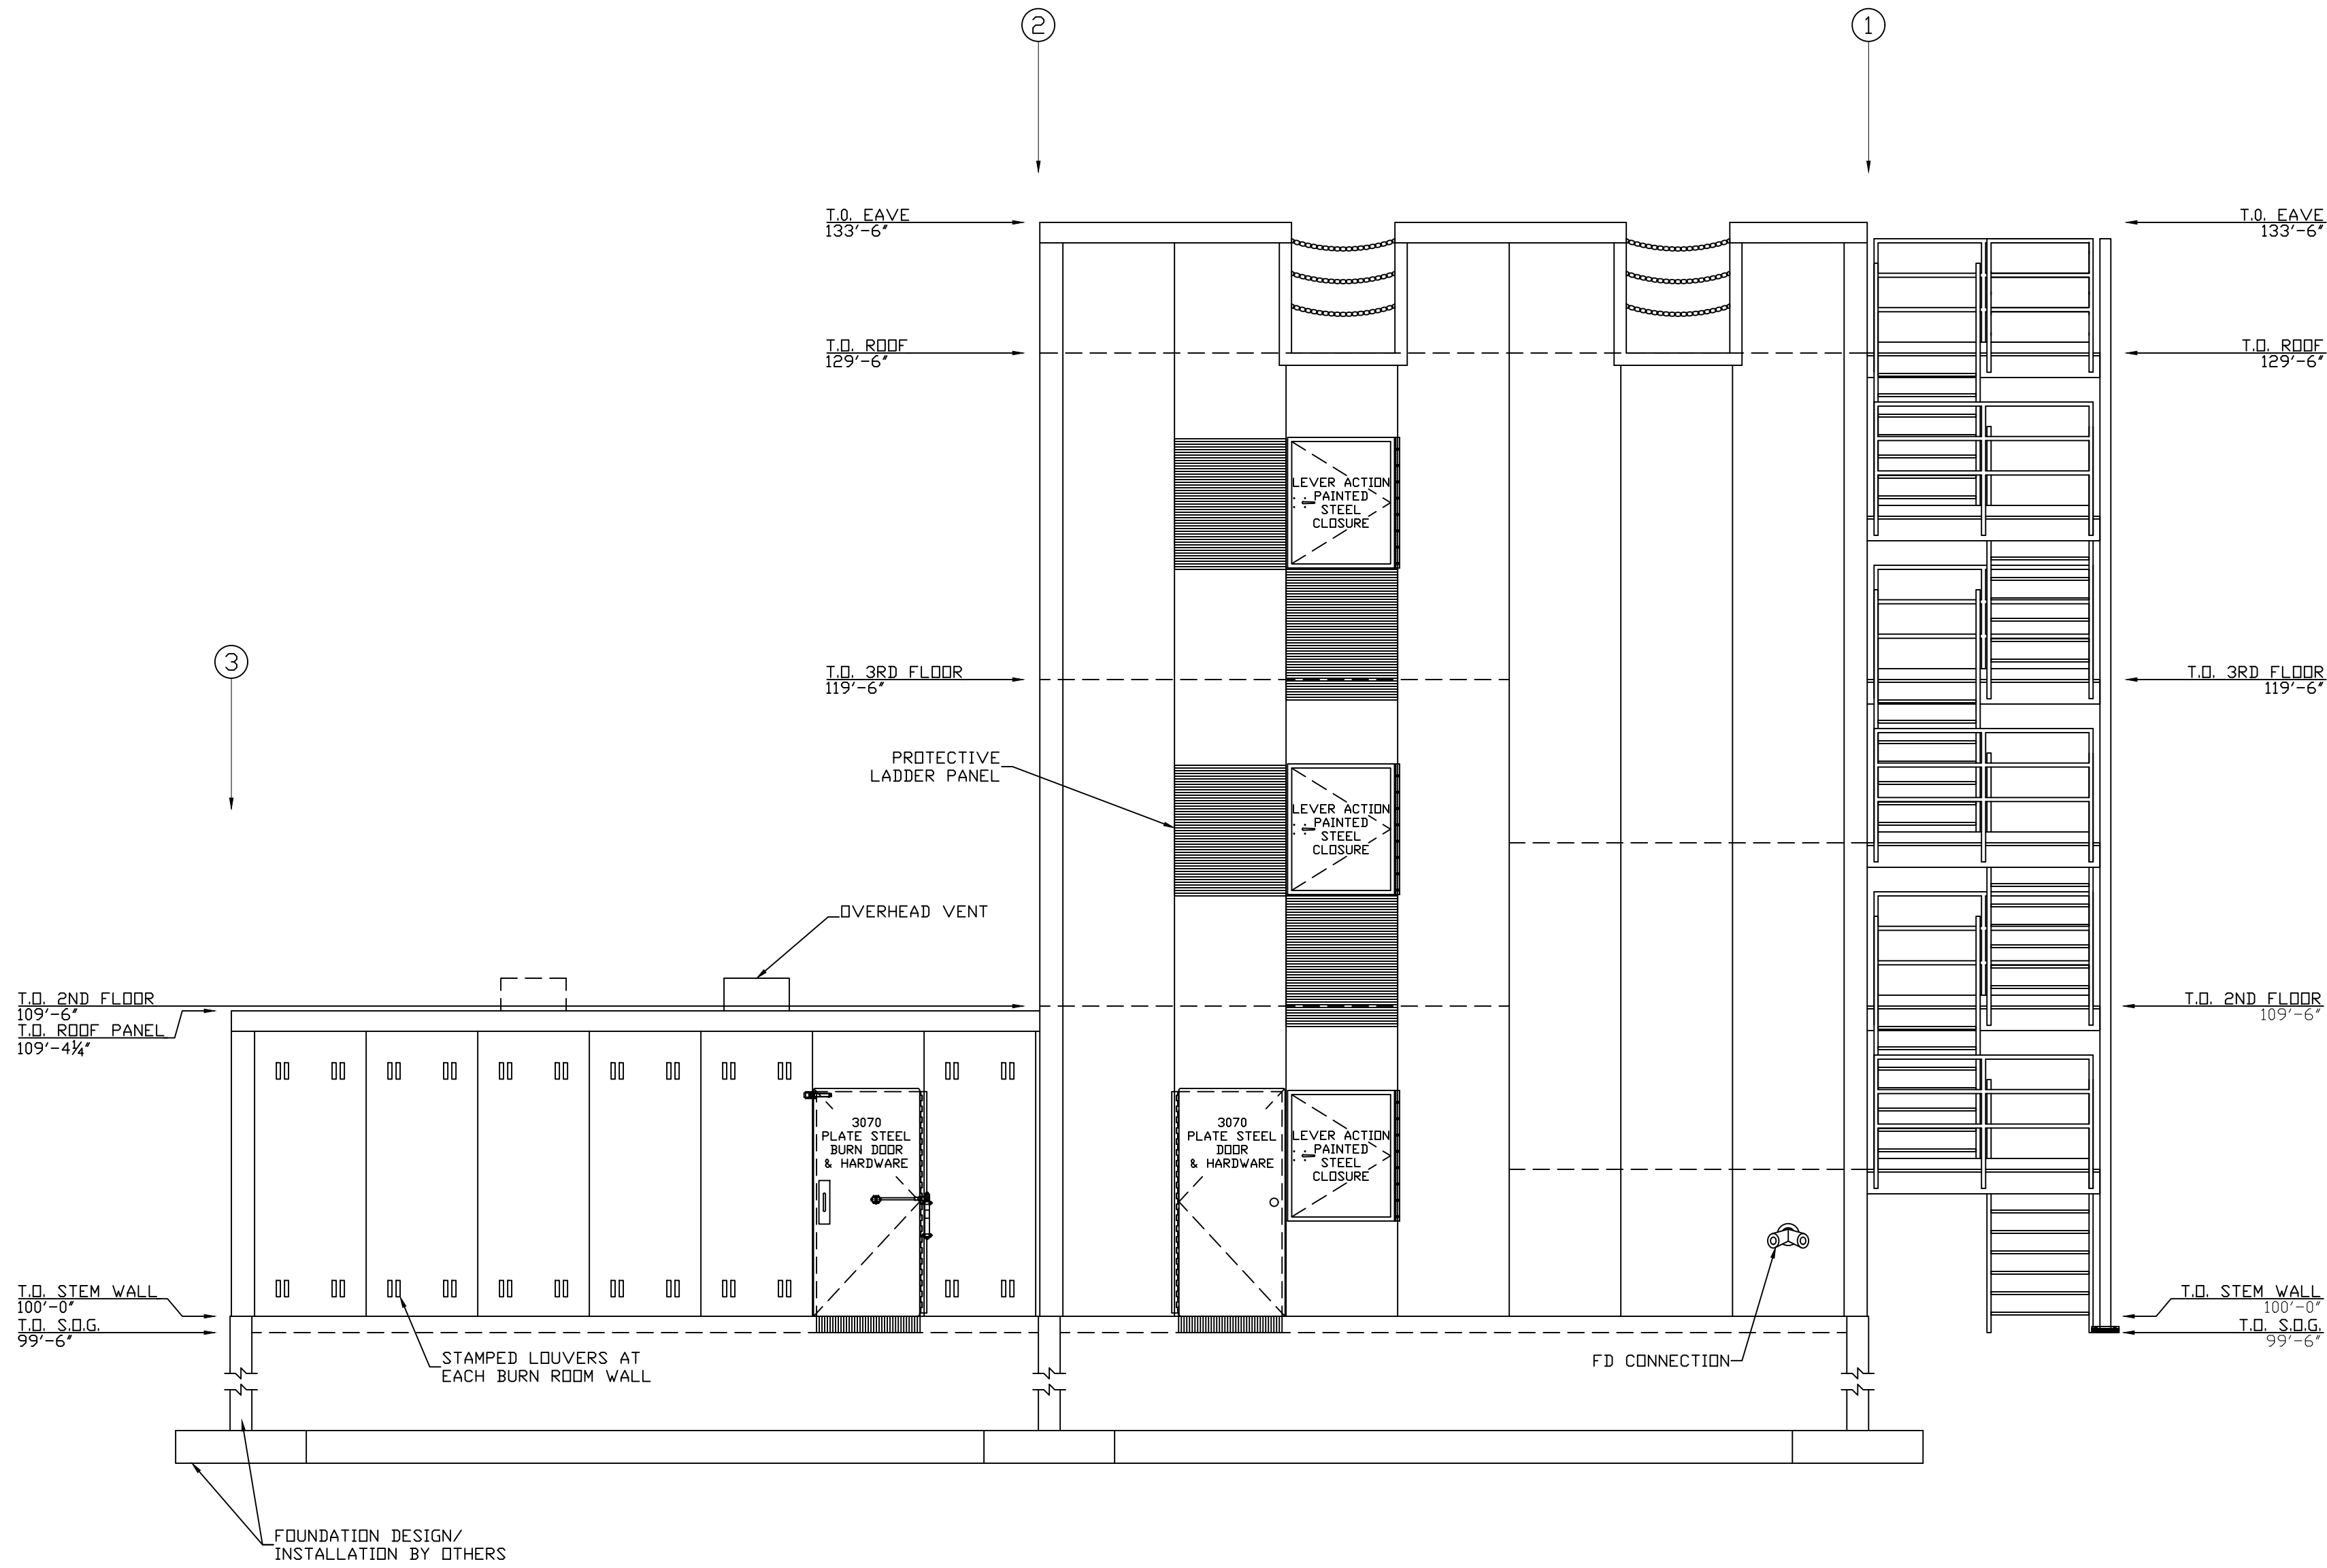 2
1
T.O. EAVE
133'-6"
T.O. EAVE
133'-6"
T.O. ROOF
129'-6"
T.O. ROOF
129'-6"
LEVER ACTION
PAINTED
STEEL
CLOSURE
3
T.O. 3RD FLOOR
119'-6"
T.O. 3RD FLOOR
119'-6"
PROTECTIVE
LADDER PANEL
LEVER ACTION
PAINTED
STEEL
CLOSURE
OVERHEAD VENT
T.O. 2ND FLOOR
109'-6"
T.O. ROOF PANEL
109'-4¼"
T.O. 2ND FLOOR
109'-6"
3070
PLATE STEEL
BURN DOOR
& HARDWARE
3070
PLATE STEEL
DOOR
& HARDWARE
LEVER ACTION
PAINTED
STEEL
CLOSURE
T.O. STEM WALL
100'-0"
T.O. S.O.G.
99'-6"
T.O. STEM WALL
100'-0"
T.O. S.O.G.
99'-6"
STAMPED LOUVERS AT
EACH BURN ROOM WALL
FD CONNECTION
FOUNDATION DESIGN/
INSTALLATION BY OTHERS